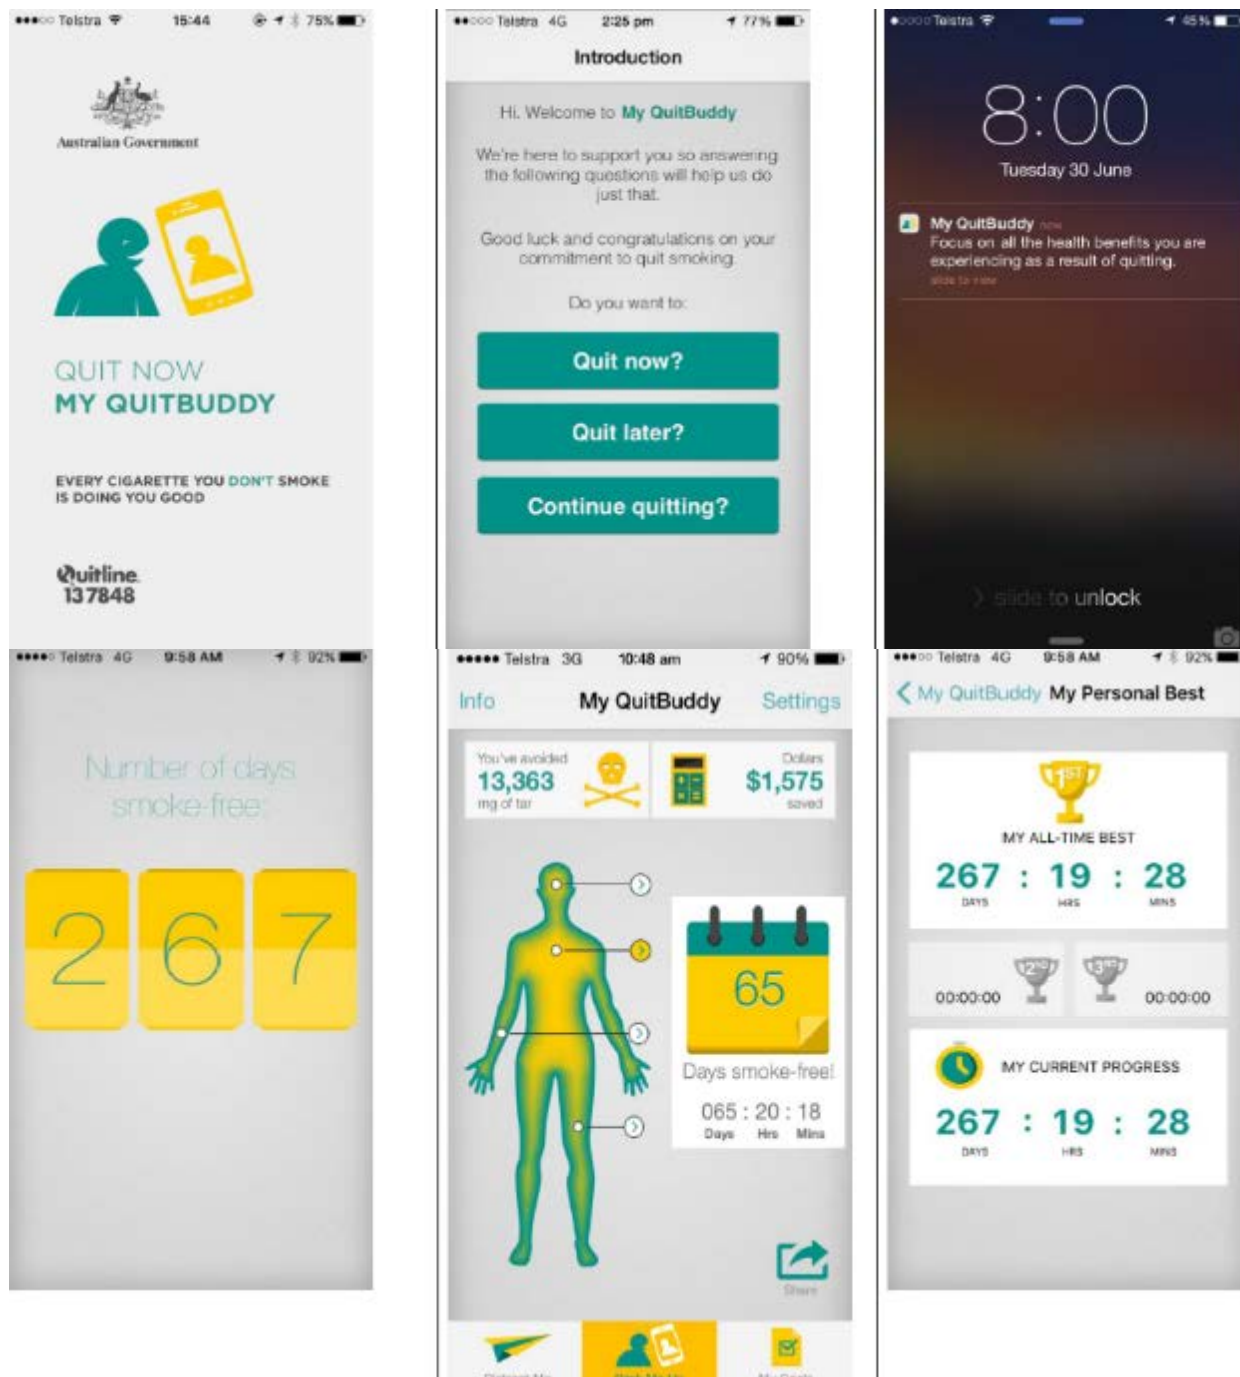 Telstra 15:44 75%
Australian Government
QUIT NOW
MY QUITBUDDY
EVERY CIGARETTE YOU DON'T SMOKE
IS DOING YOU GOOD
Quitline
13 7848
Telstra 4G 2:25 pm 77%
Introduction
Hi. Welcome to My QuitBuddy
We're here to support you so answering
the following questions will help us do
just that.
Good luck and congratulations on your
commitment to quit smoking.
Do you want to:
Quit now?
Quit later?
Continue quitting?
Telstra 45%
8:00
Tuesday 30 June
My QuitBuddy now
Focus on all the health benefits you are
experiencing as a result of quitting.
slide to view
slide to unlock
Telstra 4G 9:58 AM 92%
Number of days
smoke-free:
267
Telstra 3G 10:48 am 90%
Info My QuitBuddy Settings
You've avoided
13,363
mg of tar
Dollars
$1,575
saved
65
Days smoke-free!
065 : 20 : 18
Days Hrs Mins
Share
Telstra 4G 9:58 AM 92%
My QuitBuddy My Personal Best
1ST
MY ALL-TIME BEST
267 : 19 : 28
DAYS HRS MINS
00:00:00 2ND 3RD 00:00:00
MY CURRENT PROGRESS
267 : 19 : 28
DAYS HRS MINS